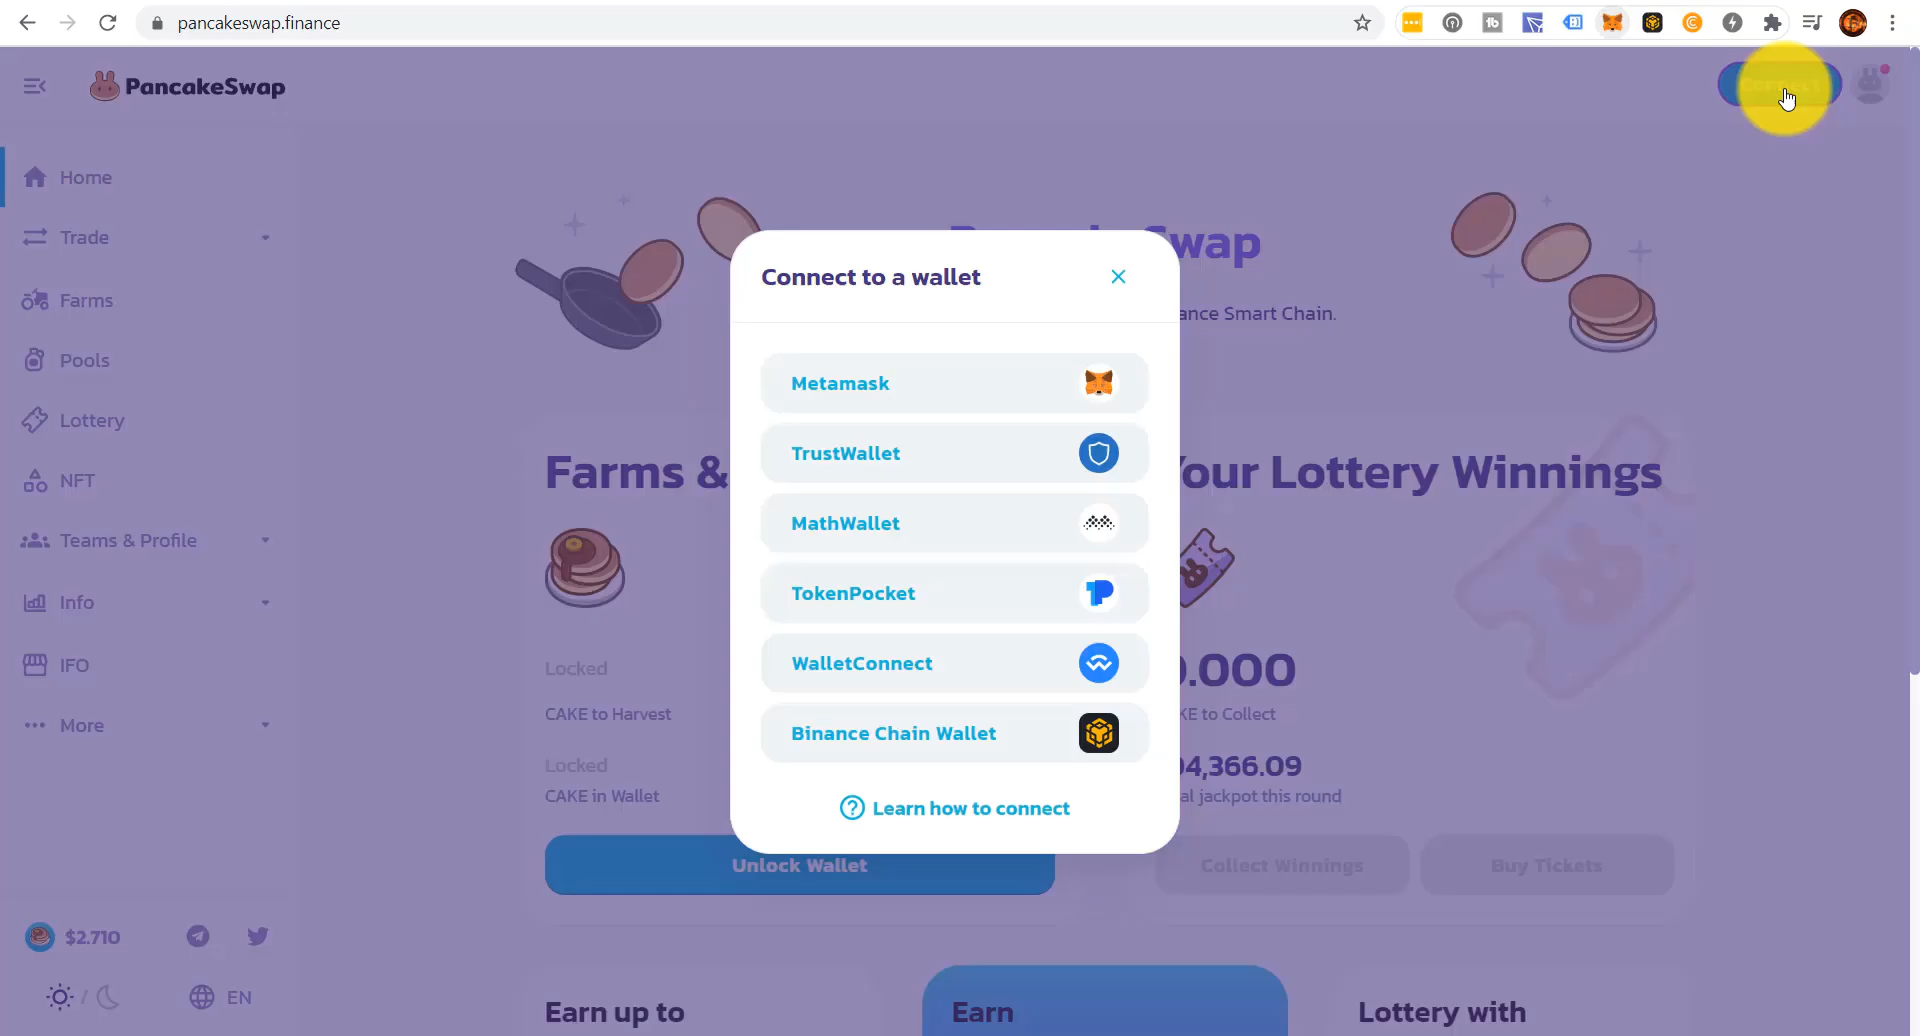 pancakeswap.finance
PancakeSwap
Home
Trade
Farms
Pools
Lottery
NFT
Teams & Profile
Info
IFO
More
$2.710
EN
Swap
ance Smart Chain.
Connect to a wallet
Metamask
TrustWallet
MathWallet
TokenPocket
WalletConnect
Binance Chain Wallet
Learn how to connect
Farms &
Locked
CAKE to Harvest
Locked
CAKE in Wallet
Unlock Wallet
our Lottery Winnings
.000
KE to Collect
4,366.09
al jackpot this round
Collect Winnings
Buy Tickets
Earn up to
Earn
Lottery with